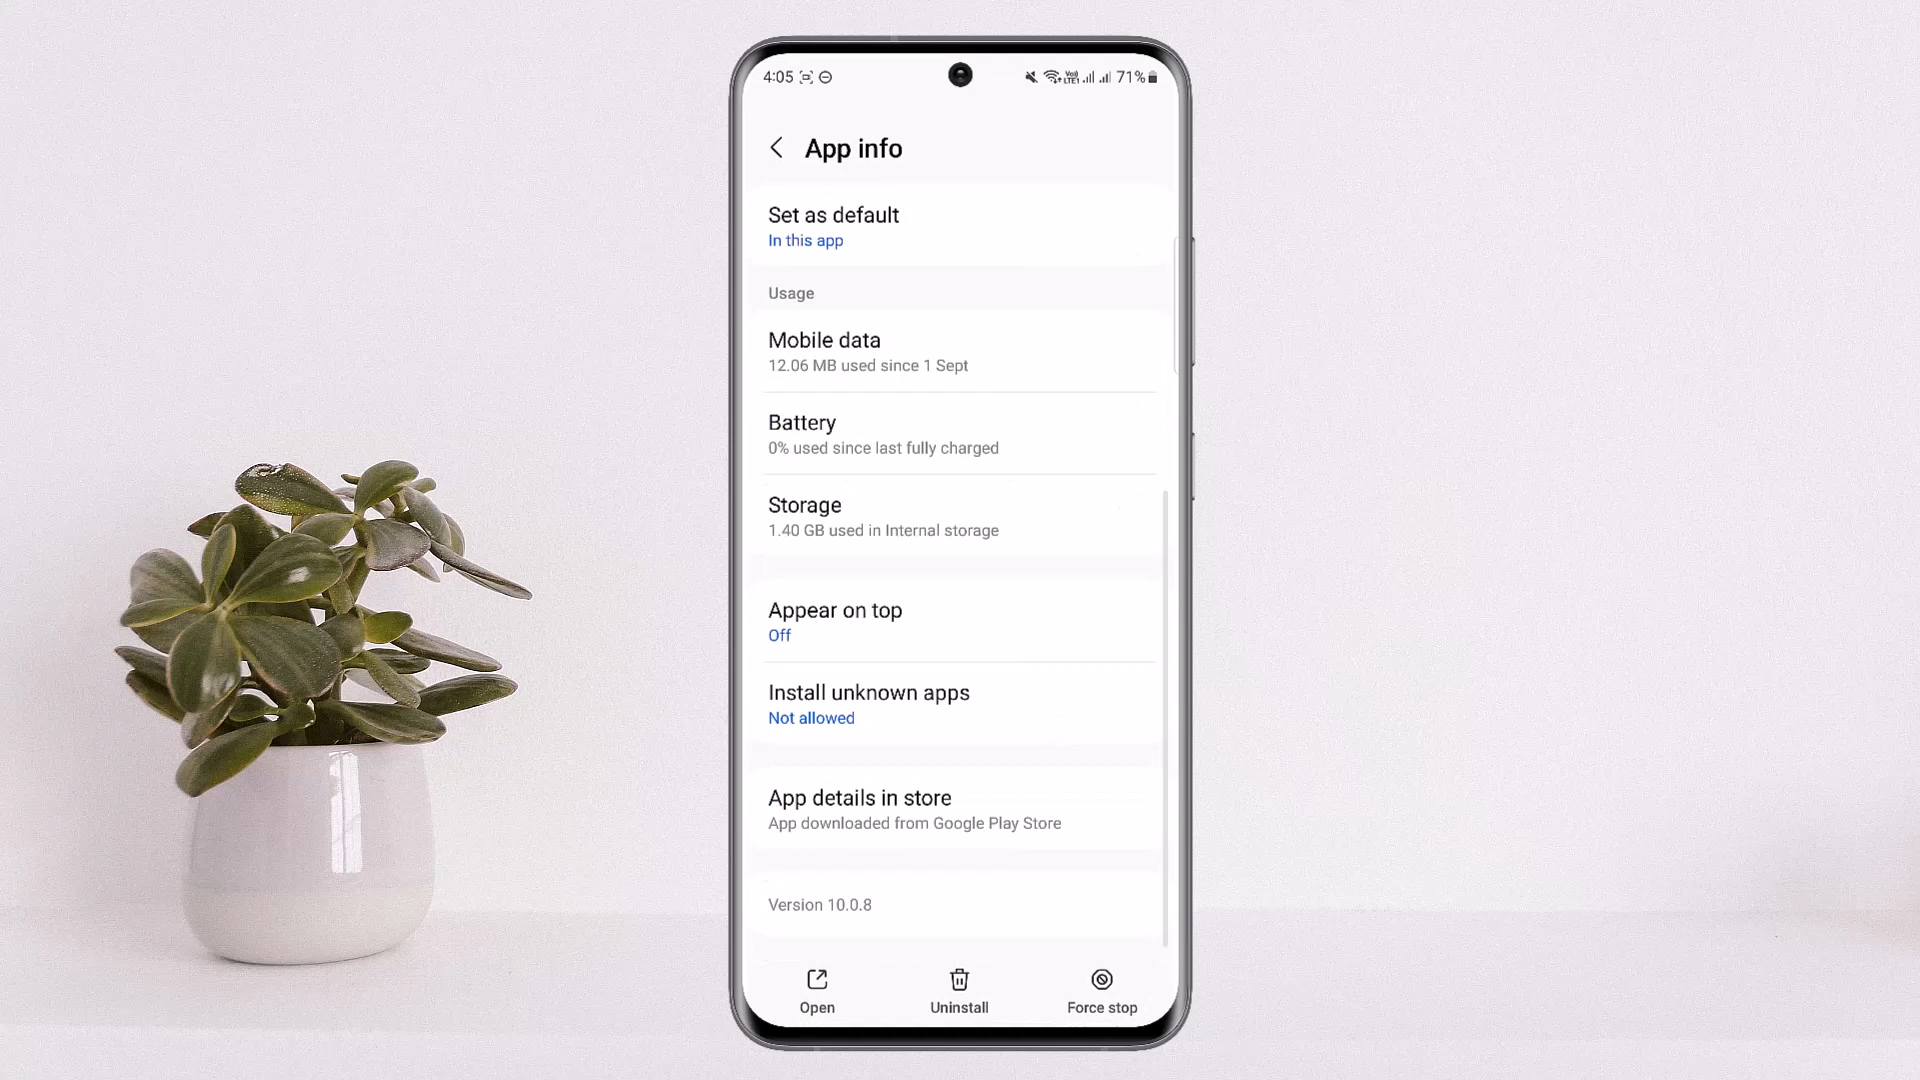 4:05 71%
App info
Set as default
In this app
Usage
Mobile data
12.06 MB used since 1 Sept
Battery
0% used since last fully charged
Storage
1.40 GB used in Internal storage
Appear on top
Off
Install unknown apps
Not allowed
App details in store
App downloaded from Google Play Store
Version 10.0.8
Open Uninstall Force stop